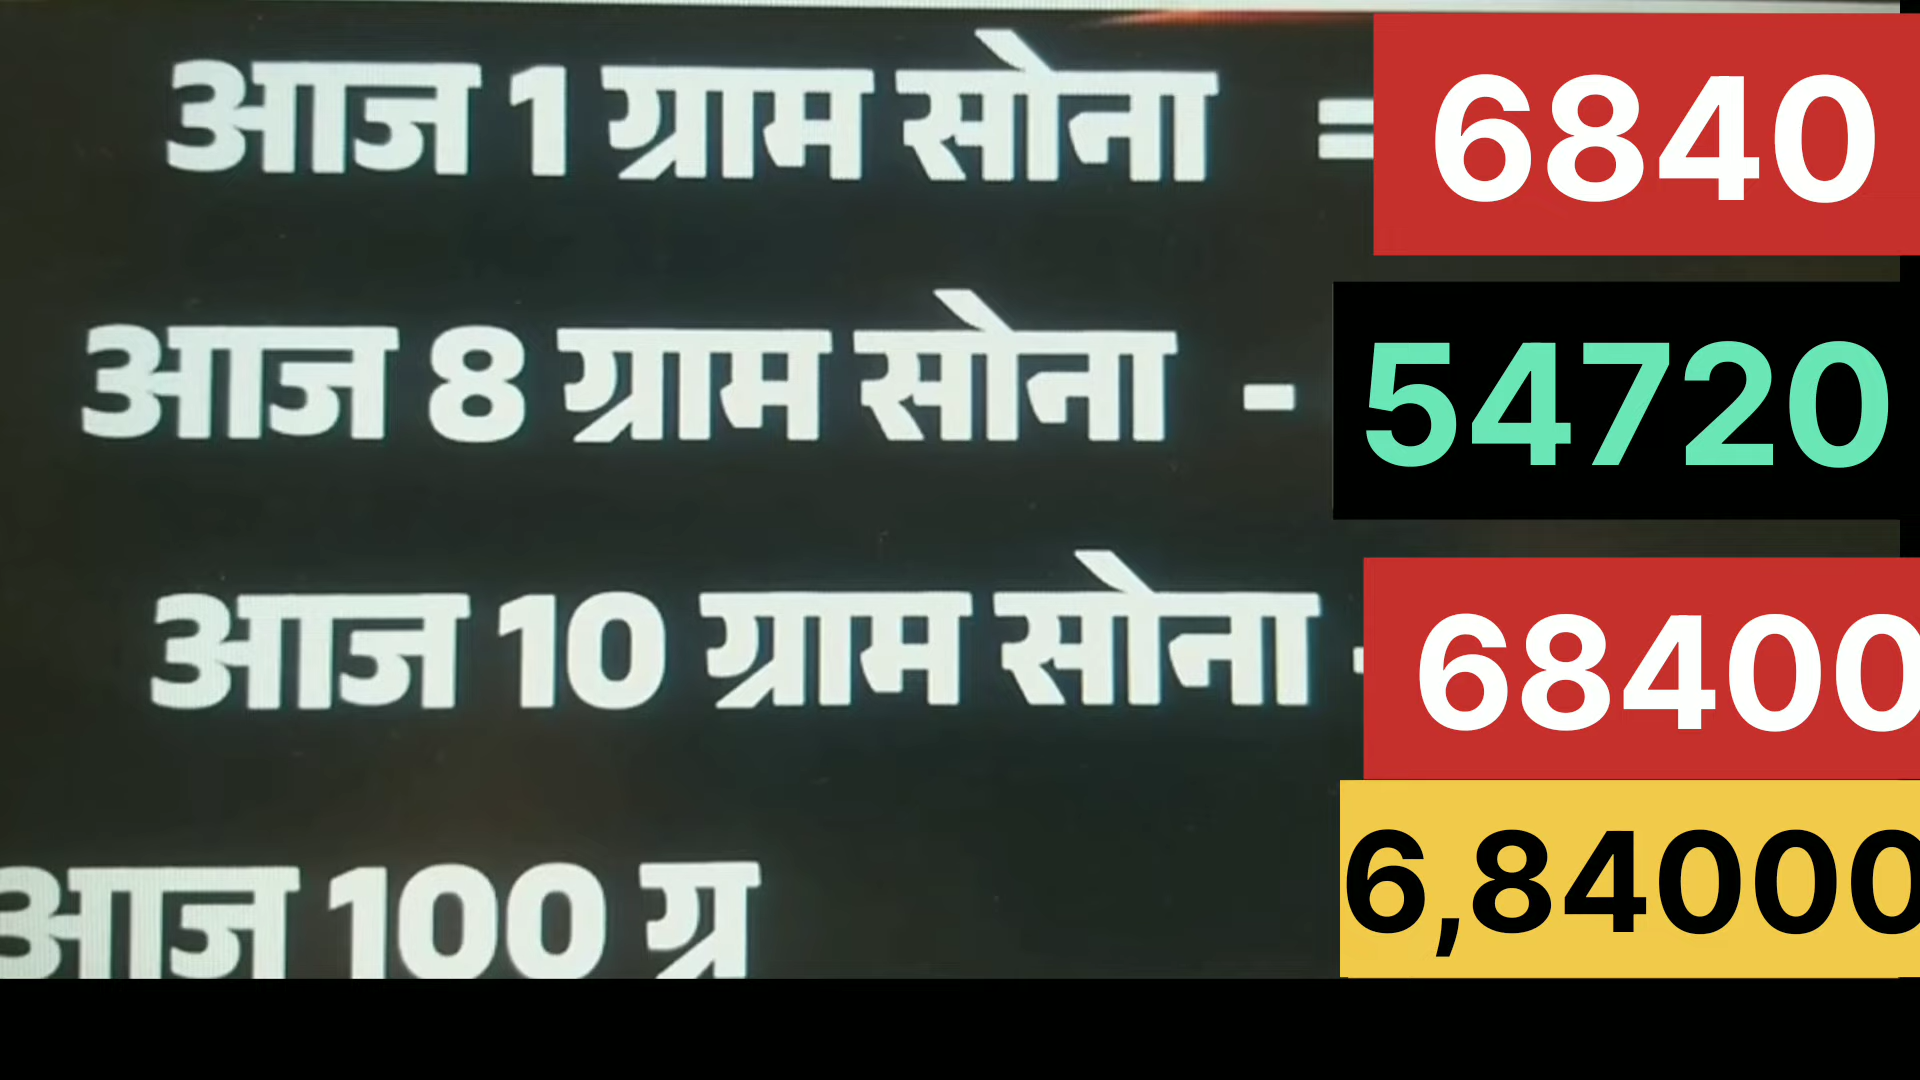 आज 1 ग्राम सोना = 6840
आज 8 ग्राम सोना - 54720
आज 10 ग्राम सोना - 68400
आज 100 ग्र 6,84000